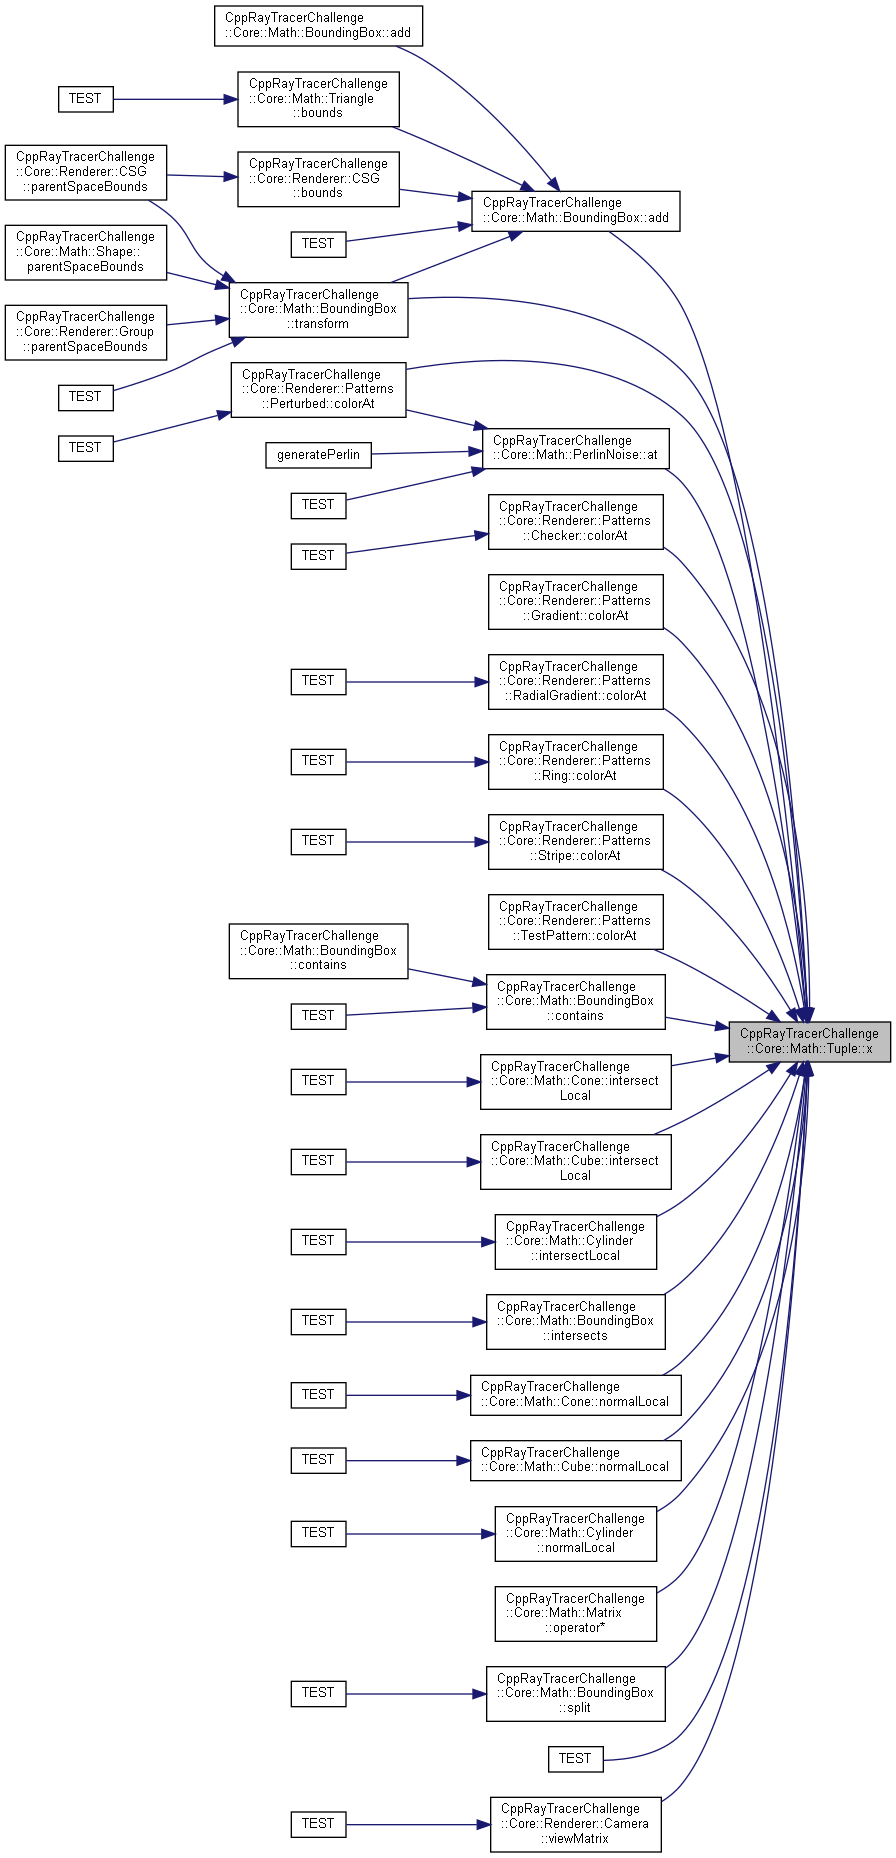 CppRayTracerChallenge
::Core::Math::BoundingBox::add
CppRayTracerChallenge
::Core::Math::Triangle
::bounds
TEST
CppRayTracerChallenge
::Core::Renderer::CSG
::parentSpaceBounds
CppRayTracerChallenge
::Core::Renderer::CSG
::bounds
CppRayTracerChallenge
::Core::Math::BoundingBox::add
TEST
CppRayTracerChallenge
::Core::Math::Shape::
parentSpaceBounds
CppRayTracerChallenge
::Core::Math::BoundingBox
::transform
CppRayTracerChallenge
::Core::Renderer::Group
::parentSpaceBounds
TEST
CppRayTracerChallenge
::Core::Renderer::Patterns
::Perturbed::colorAt
TEST
generatePerlin
CppRayTracerChallenge
::Core::Math::PerlinNoise::at
TEST
CppRayTracerChallenge
::Core::Renderer::Patterns
::Checker::colorAt
TEST
CppRayTracerChallenge
::Core::Renderer::Patterns
::Gradient::colorAt
CppRayTracerChallenge
::Core::Renderer::Patterns
::RadialGradient::colorAt
TEST
CppRayTracerChallenge
::Core::Renderer::Patterns
::Ring::colorAt
TEST
CppRayTracerChallenge
::Core::Renderer::Patterns
::Stripe::colorAt
TEST
CppRayTracerChallenge
::Core::Renderer::Patterns
::TestPattern::colorAt
CppRayTracerChallenge
::Core::Math::BoundingBox
::contains
CppRayTracerChallenge
::Core::Math::BoundingBox
::contains
TEST
CppRayTracerChallenge
::Core::Math::Tuple::x
CppRayTracerChallenge
::Core::Math::Cone::intersect
Local
TEST
CppRayTracerChallenge
::Core::Math::Cube::intersect
Local
TEST
CppRayTracerChallenge
::Core::Math::Cylinder
::intersectLocal
TEST
CppRayTracerChallenge
::Core::Math::BoundingBox
::intersects
TEST
CppRayTracerChallenge
::Core::Math::Cone::normalLocal
TEST
CppRayTracerChallenge
::Core::Math::Cube::normalLocal
TEST
CppRayTracerChallenge
::Core::Math::Cylinder
::normalLocal
TEST
CppRayTracerChallenge
::Core::Math::Matrix
::operator*
CppRayTracerChallenge
::Core::Math::BoundingBox
::split
TEST
TEST
CppRayTracerChallenge
::Core::Renderer::Camera
::viewMatrix
TEST